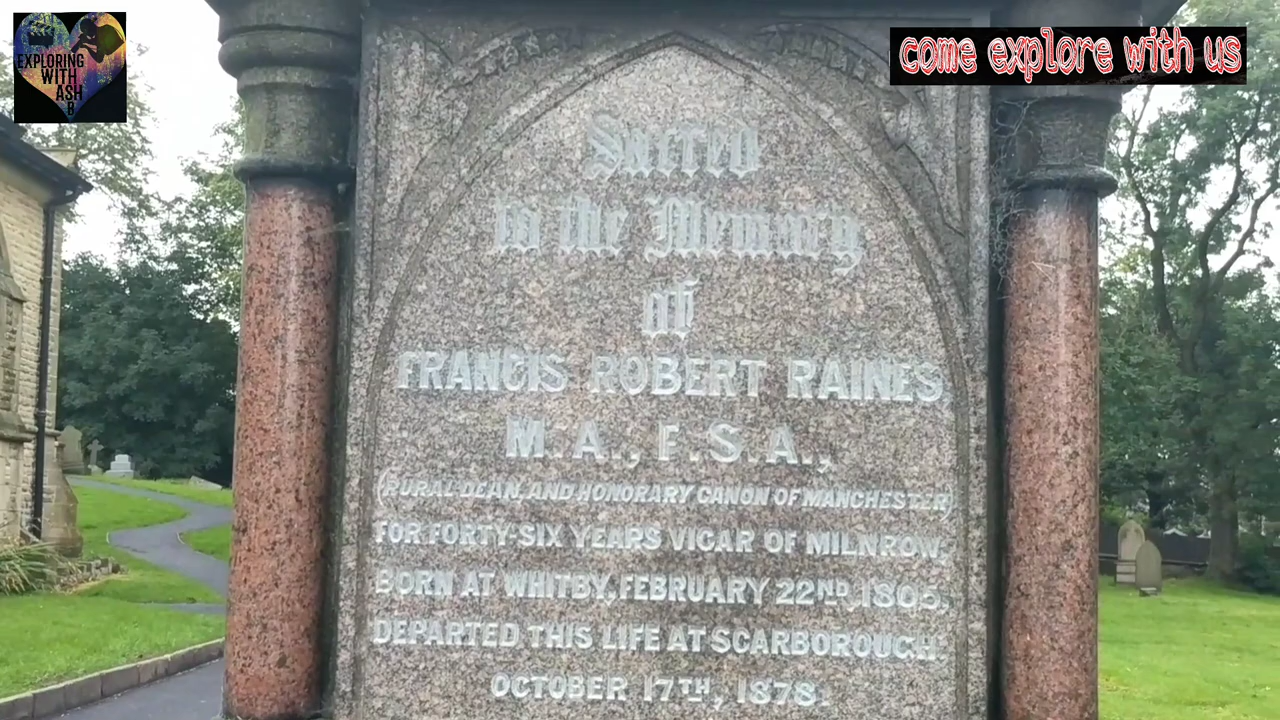 EXPLORING
WITH
ASH
B
come explore with us
Sacred
to the Memory
of
FRANCIS ROBERT RAINES
M.A., F.S.A.,
(RURAL DEAN, AND HONORARY CANON OF MANCHESTER)
FOR FORTY-SIX YEARS VICAR OF MILNROW,
BORN AT WHITBY, FEBRUARY 22ND, 1805,
DEPARTED THIS LIFE AT SCARBOROUGH.
OCTOBER 17TH, 1878.